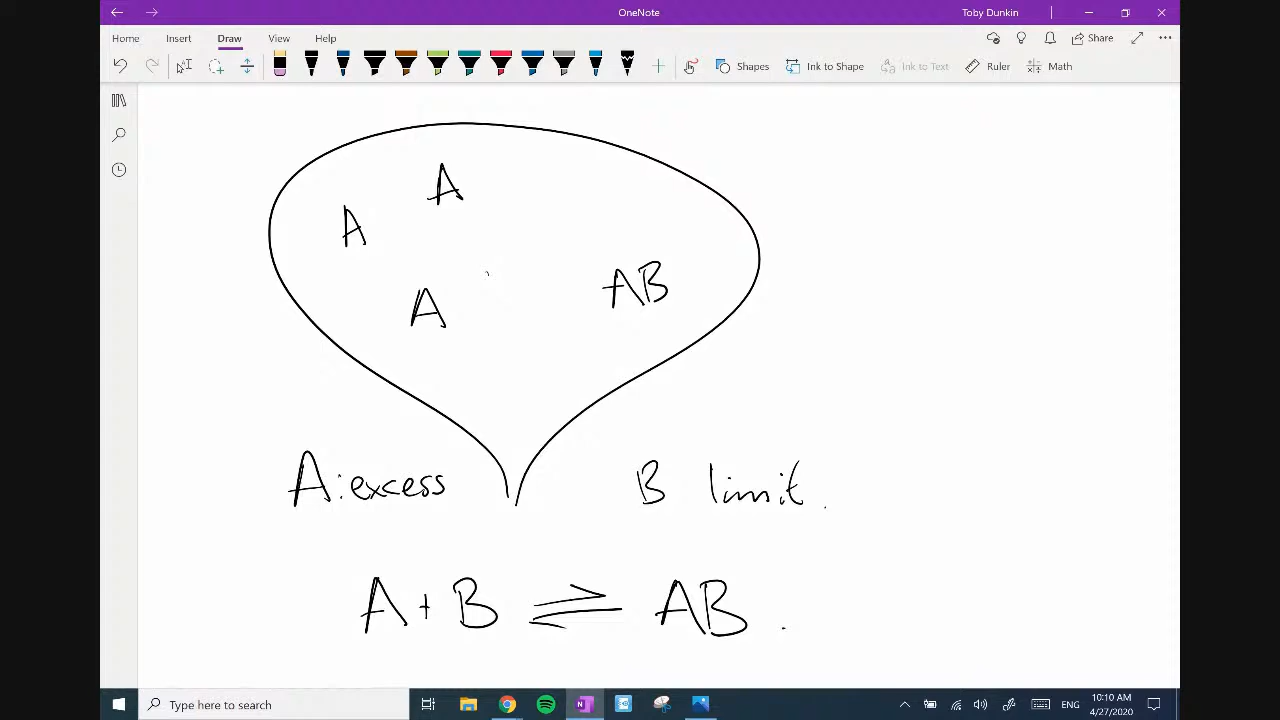 OneNote
Toby Dunkin
Home Insert Draw View Help
Share
Shapes Ink to Shape Ink to Text Ruler Math
A
A
AB
A
A: excess B limit.
A + B ⇌ AB.
Type here to search
ENG
10:10 AM
4/27/2020